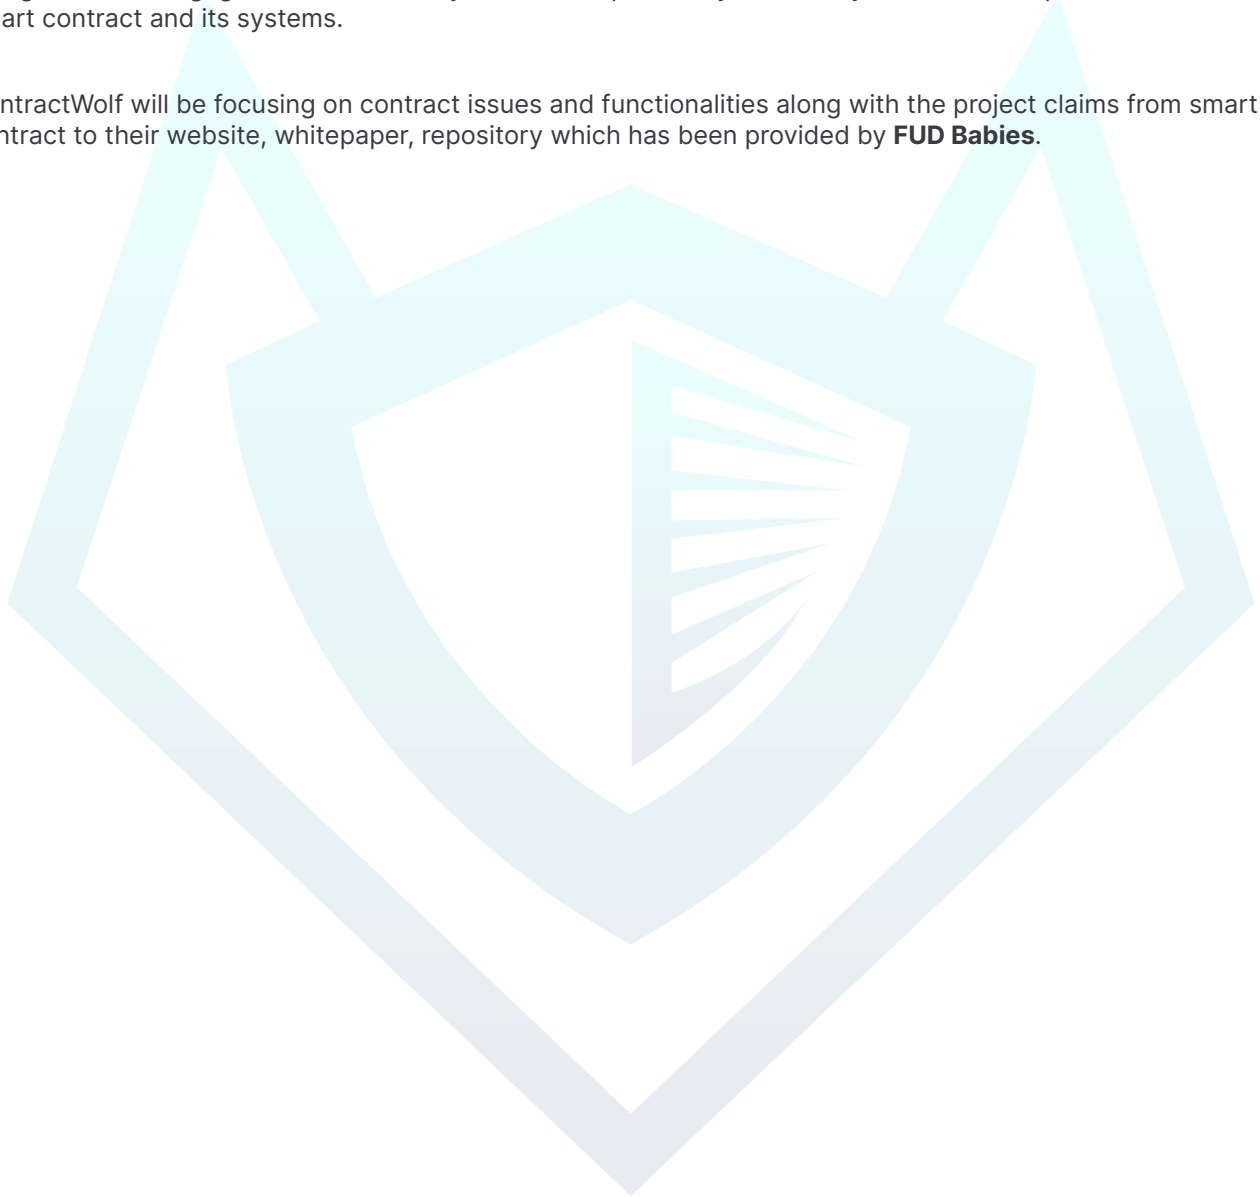 art contract and its systems.
ntractWolf will be focusing on contract issues and functionalities along with the project claims from smart
ntract to their website, whitepaper, repository which has been provided by FUD Babies.